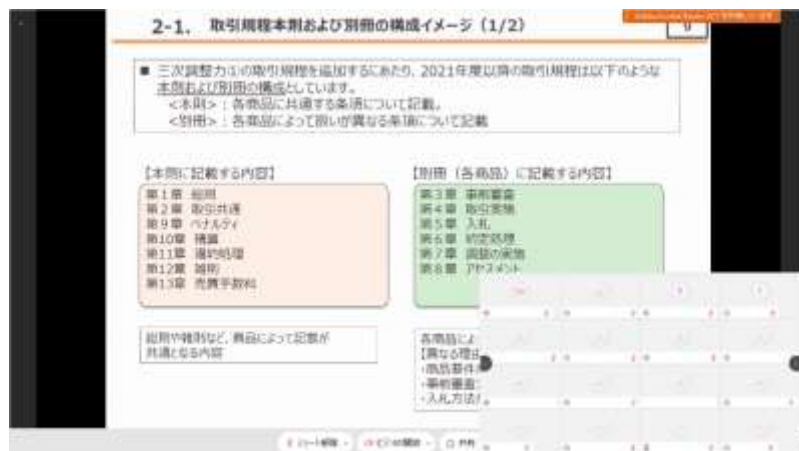 2-1. 取引規程本則および別冊の構成イメージ（1/2）
■ 三次調整力①の取引規程を追加するにあたり、2021年度以降の取引規程は以下のような
本則および別冊の構成としています。
＜本則＞：各商品に共通する条項について記載。
＜別冊＞：各商品によって扱いが異なる条項について記載
【本則に記載する内容】
第1章 総則
第2章 取引共通
第9章 ペナルティ
第10章 精算
第11章 違約処理
第12章 雑則
第13章 売買手数料
総則や雑則など、商品によって記載が
共通となる内容
【別冊（各商品）に記載する内容】
第3章 事前審査
第4章 取引実施
第5章 入札
第6章 約定処理
第7章 調整の実施
第8章 アセスメント
各商品によ
【異なる理由
・商品要件
・事前審査
・入札方法